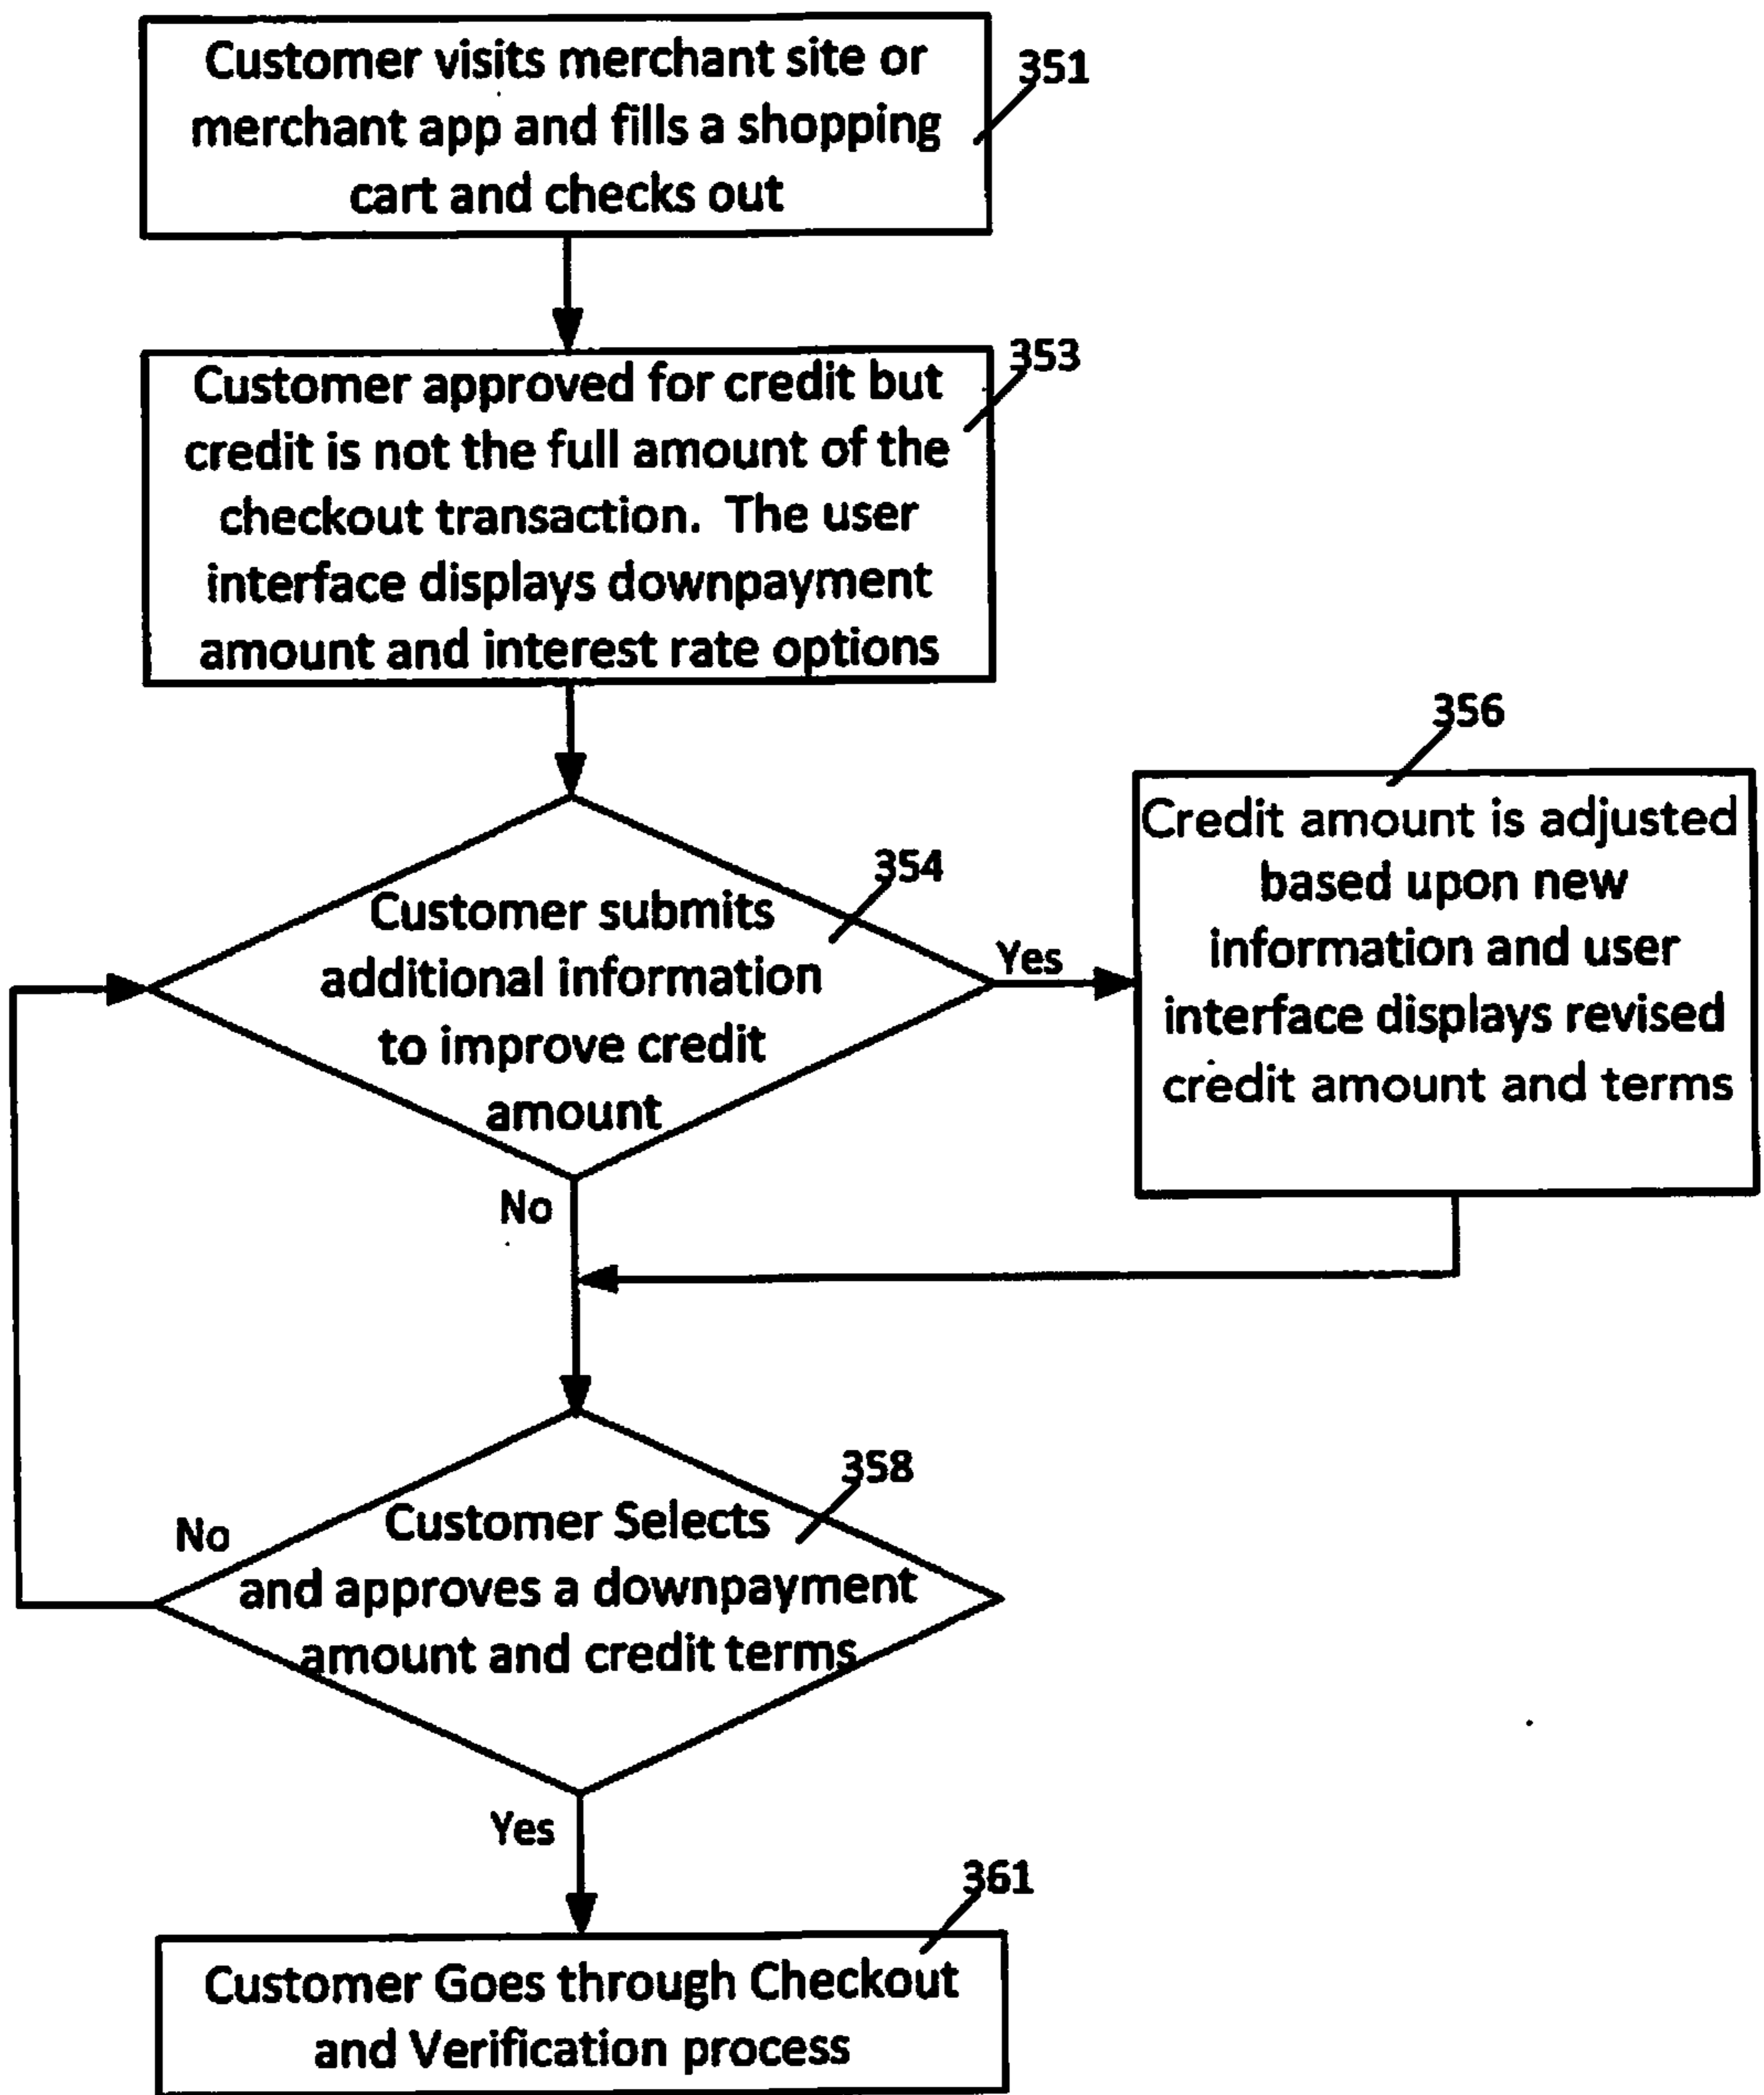 Customer visits merchant site or
merchant app and fills a shopping
cart and checks out
351
Customer approved for credit but
credit is not the full amount of the
checkout transaction. The user
interface displays downpayment
amount and interest rate options
353
Customer submits
additional information
to improve credit
amount
354
Yes
356
Credit amount is adjusted
based upon new
information and user
interface displays revised
credit amount and terms
No
358
Customer Selects
and approves a downpayment
amount and credit terms
No
Yes
361
Customer Goes through Checkout
and Verification process